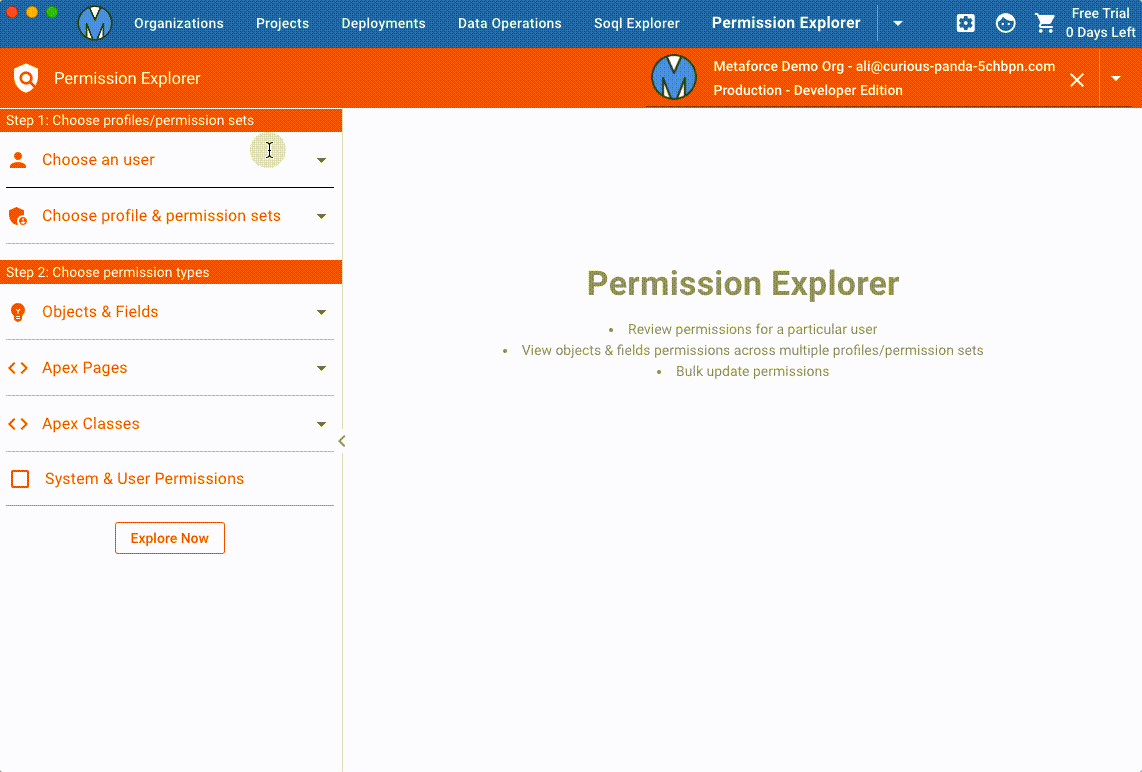 Organizations Projects Deployments Data Operations Soql Explorer Permission Explorer
Free Trial
0 Days Left
Permission Explorer
Metaforce Demo Org - ali@curious-panda-5chbpn.com
Production - Developer Edition
Step 1: Choose profiles/permission sets
Choose an user
Choose profile & permission sets
Step 2: Choose permission types
Objects & Fields
Apex Pages
Apex Classes
System & User Permissions
Explore Now
Permission Explorer
• Review permissions for a particular user
• View objects & fields permissions across multiple profiles/permission sets
• Bulk update permissions